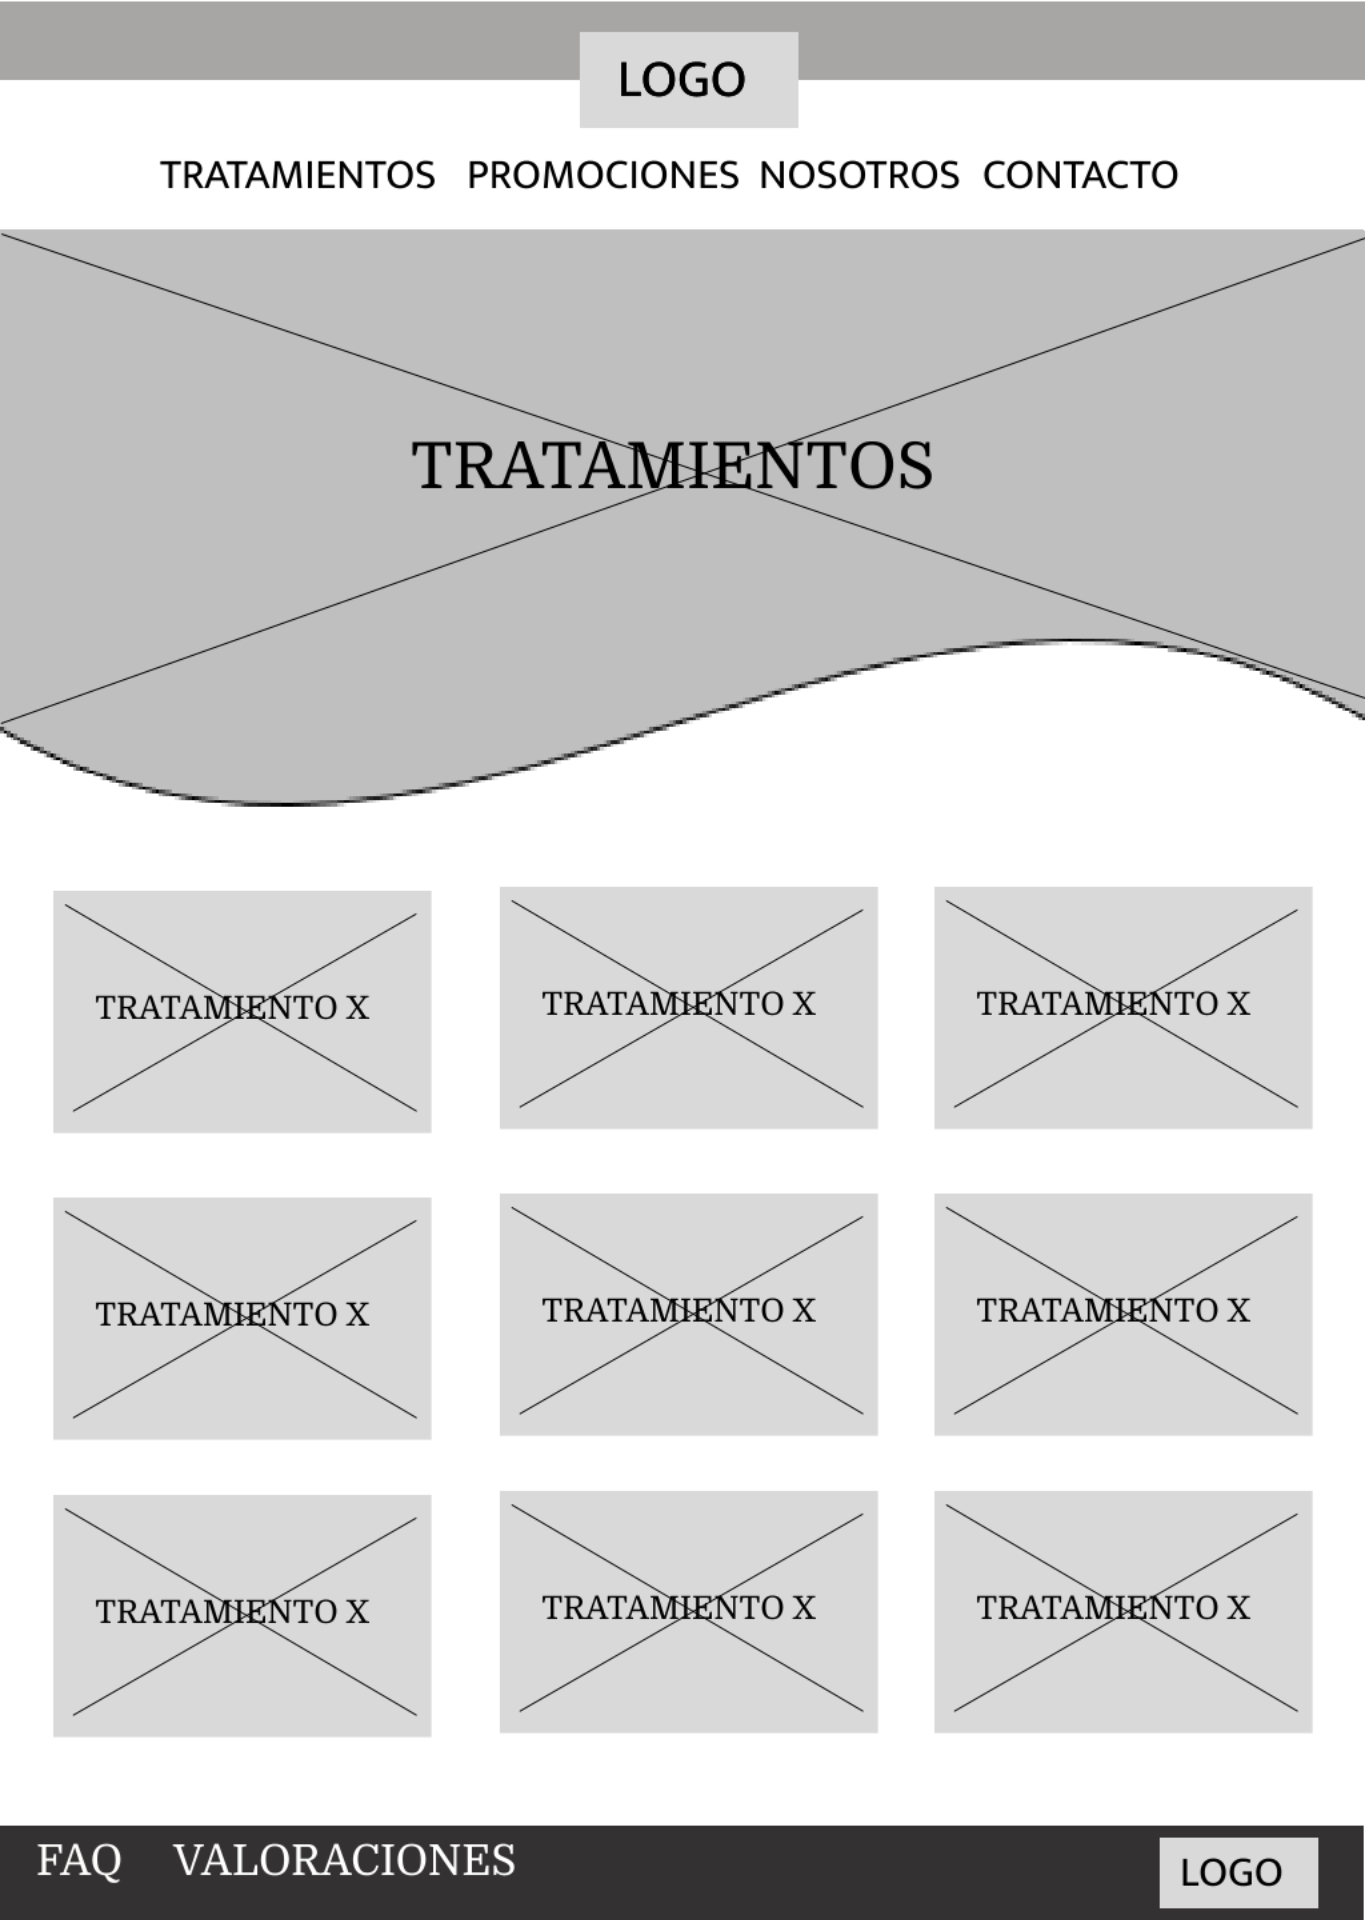 LOGO
TRATAMIENTOS PROMOCIONES NOSOTROS CONTACTO
TRATAMIENTOS
TRATAMIENTO X TRATAMIENTO X TRATAMIENTO X
TRATAMIENTO X TRATAMIENTO X TRATAMIENTO X
TRATAMIENTO X TRATAMIENTO X TRATAMIENTO X
FAQ VALORACIONES LOGO